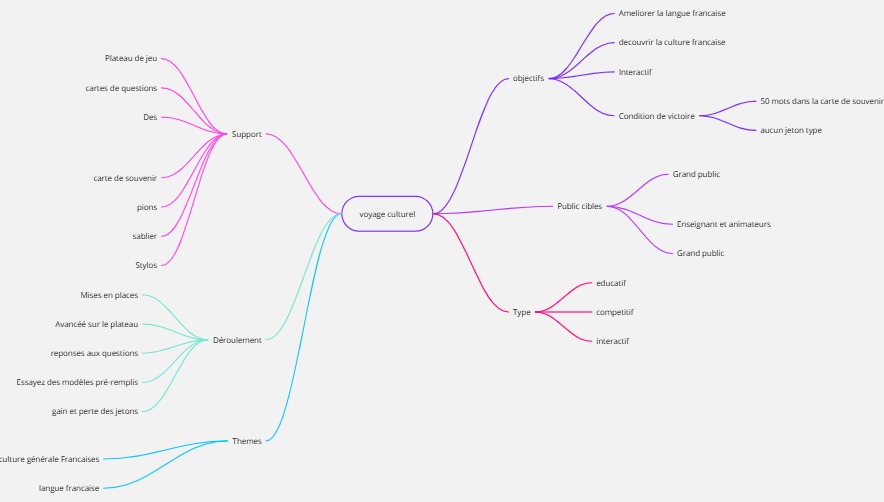 voyage culturel
objectifs
Ameliorer la langue francaise
decouvrir la culture francaise
Interactif
Condition de victoire
50 mots dans la carte de souvenir
aucun jeton type
Public cibles
Grand public
Enseignant et animateurs
Grand public
Type
educatif
competitif
interactif
Support
Plateau de jeu
cartes de questions
Des
carte de souvenir
pions
sablier
Stylos
Déroulement
Mises en places
Avancéé sur le plateau
reponses aux questions
Essayez des modèles pré-remplis
gain et perte des jetons
Themes
culture générale Francaises
langue francaise